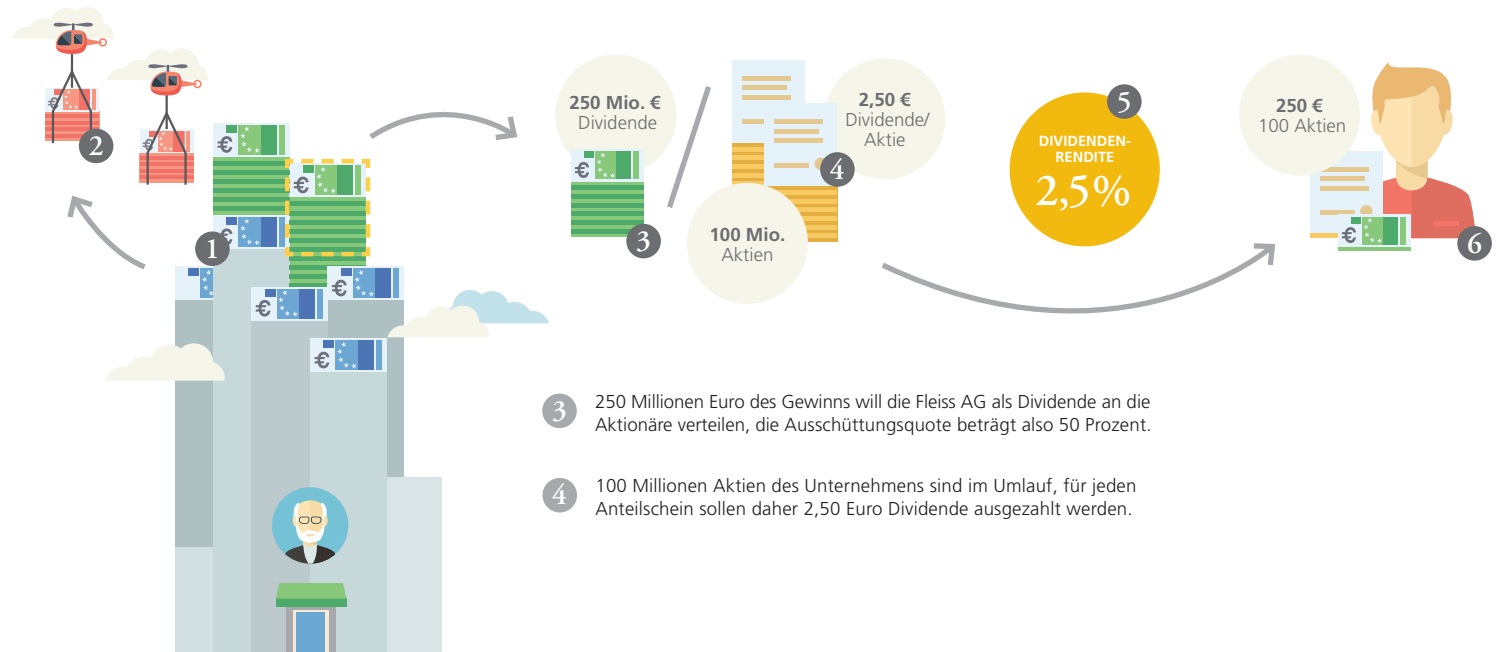 2
1
250 Mio. €
Dividende
3
100 Mio.
Aktien
4
2,50 €
Dividende/
Aktie
5
DIVIDENDEN-
RENDITE
2,5%
250 €
100 Aktien
6
€
€
€
€
€
€
€
€
€
€
3 250 Millionen Euro des Gewinns will die Fleiss AG als Dividende an die
Aktionäre verteilen, die Ausschüttungsquote beträgt also 50 Prozent.
4 100 Millionen Aktien des Unternehmens sind im Umlauf, für jeden
Anteilschein sollen daher 2,50 Euro Dividende ausgezahlt werden.